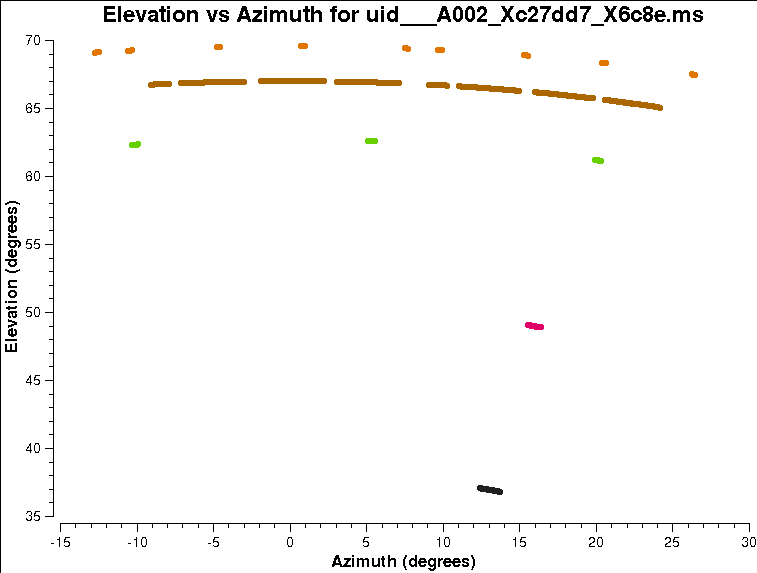 Elevation vs Azimuth for uid___A002_Xc27dd7_X6c8e.ms
Elevation (degrees)
70
65
60
55
50
45
40
35
-15 -10 -5 0 5 10 15 20 25 30
Azimuth (degrees)